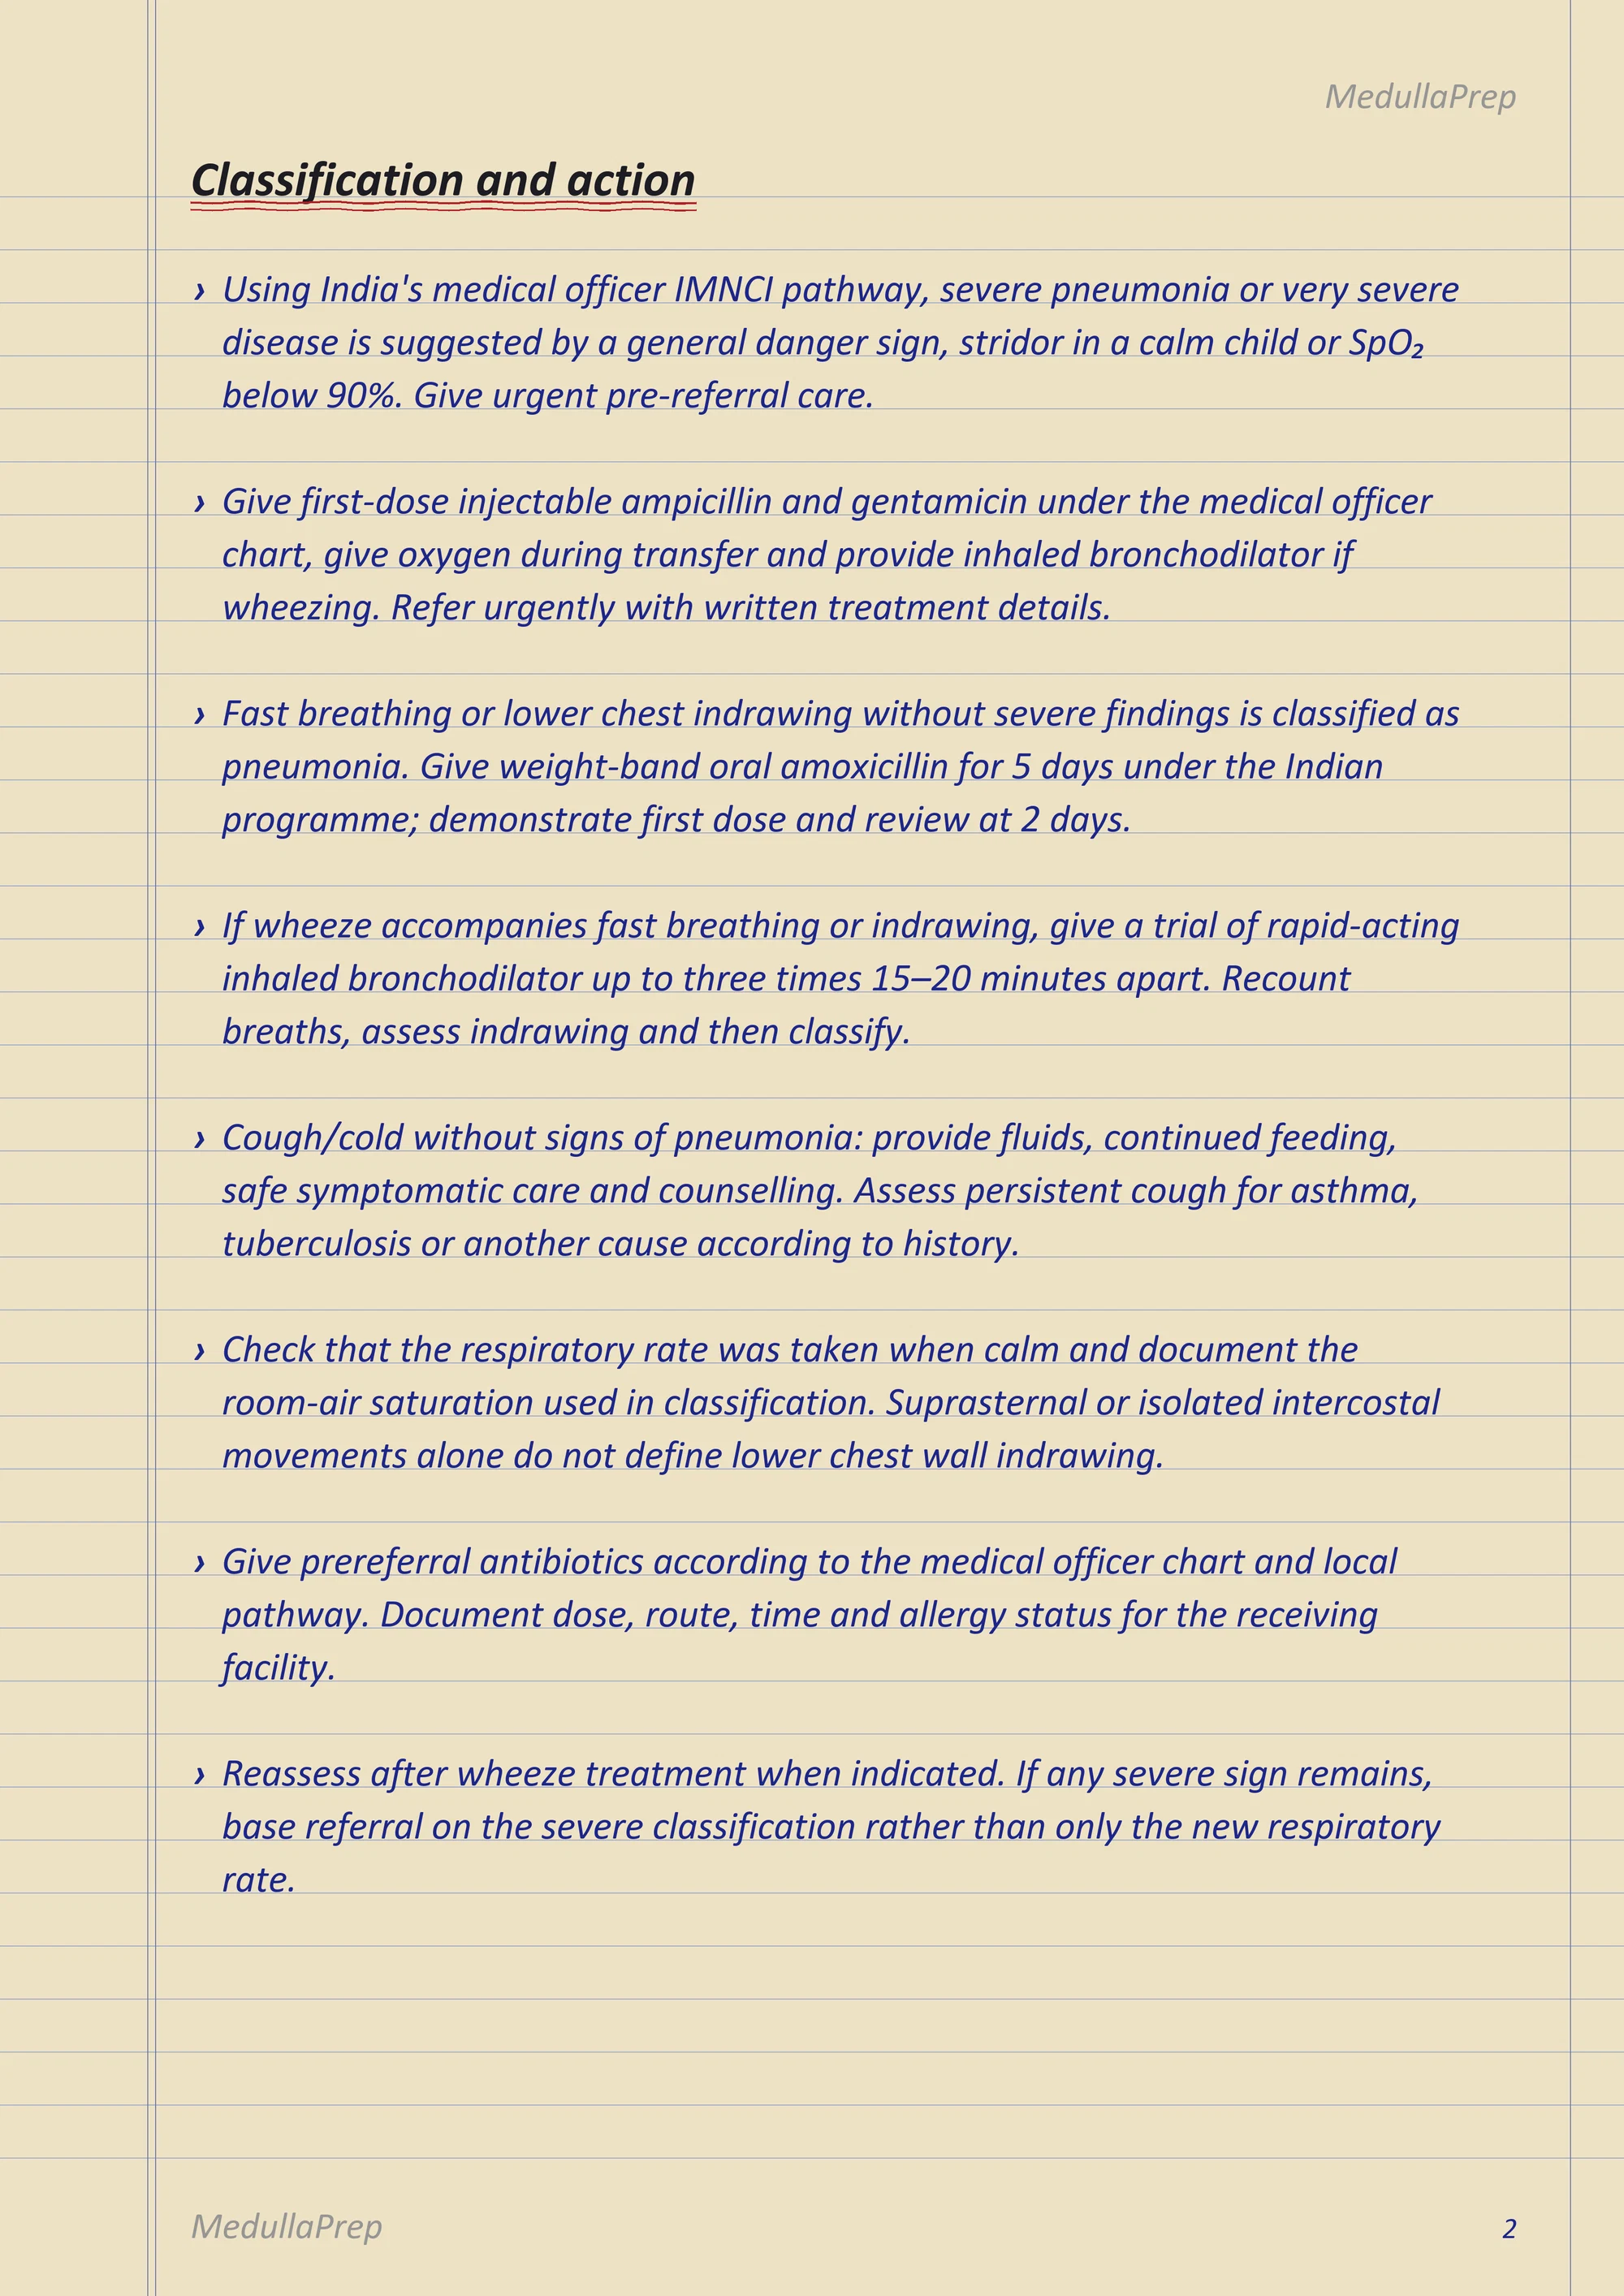 MedullaPrep
Classification and action
› Using India's medical officer IMNCI pathway, severe pneumonia or very severe
disease is suggested by a general danger sign, stridor in a calm child or SpO₂
below 90%. Give urgent pre-referral care.
› Give first-dose injectable ampicillin and gentamicin under the medical officer
chart, give oxygen during transfer and provide inhaled bronchodilator if
wheezing. Refer urgently with written treatment details.
› Fast breathing or lower chest indrawing without severe findings is classified as
pneumonia. Give weight-band oral amoxicillin for 5 days under the Indian
programme; demonstrate first dose and review at 2 days.
› If wheeze accompanies fast breathing or indrawing, give a trial of rapid-acting
inhaled bronchodilator up to three times 15–20 minutes apart. Recount
breaths, assess indrawing and then classify.
› Cough/cold without signs of pneumonia: provide fluids, continued feeding,
safe symptomatic care and counselling. Assess persistent cough for asthma,
tuberculosis or another cause according to history.
› Check that the respiratory rate was taken when calm and document the
room-air saturation used in classification. Suprasternal or isolated intercostal
movements alone do not define lower chest wall indrawing.
› Give prereferral antibiotics according to the medical officer chart and local
pathway. Document dose, route, time and allergy status for the receiving
facility.
› Reassess after wheeze treatment when indicated. If any severe sign remains,
base referral on the severe classification rather than only the new respiratory
rate.
MedullaPrep
2